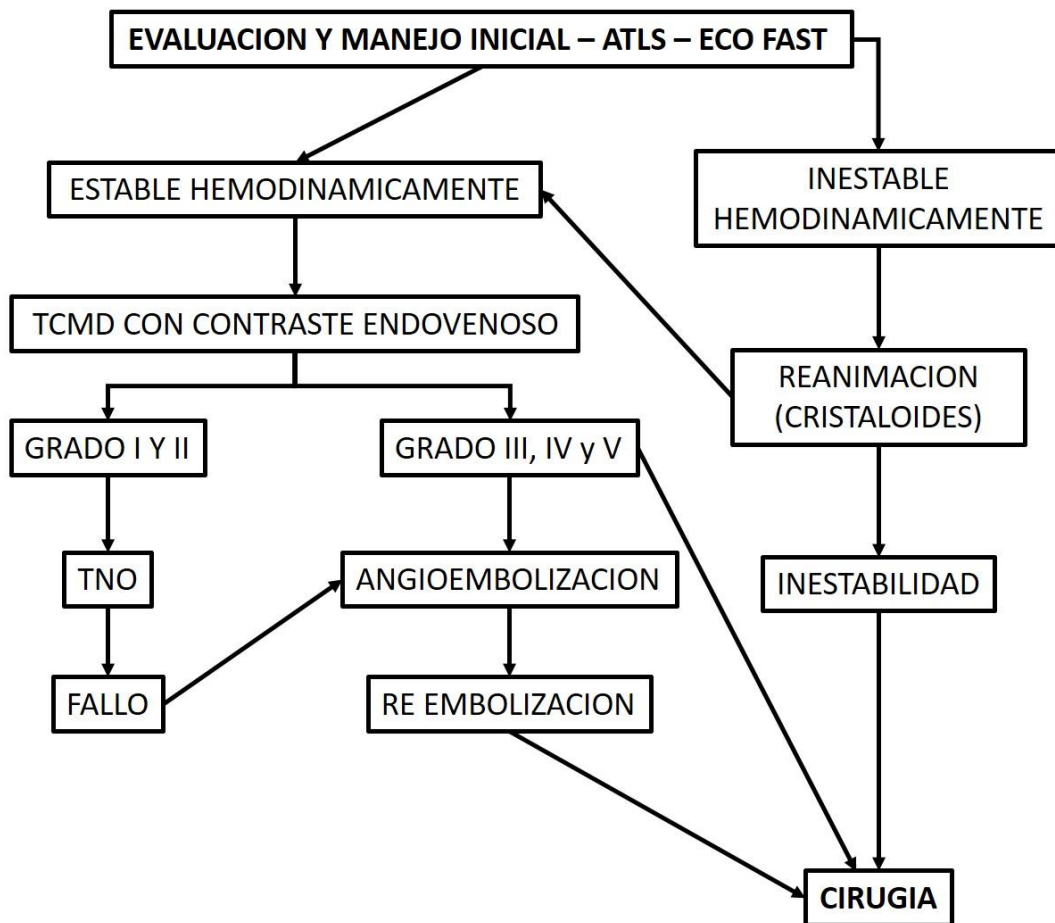 EVALUACION Y MANEJO INICIAL – ATLS – ECO FAST
ESTABLE HEMODINAMICAMENTE
INESTABLE
HEMODINAMICAMENTE
TCMD CON CONTRASTE ENDOVENOSO
REANIMACION
(CRISTALOIDES)
GRADO I Y II
GRADO III, IV y V
TNO
ANGIOEMBOLIZACION
INESTABILIDAD
FALLO
RE EMBOLIZACION
CIRUGIA